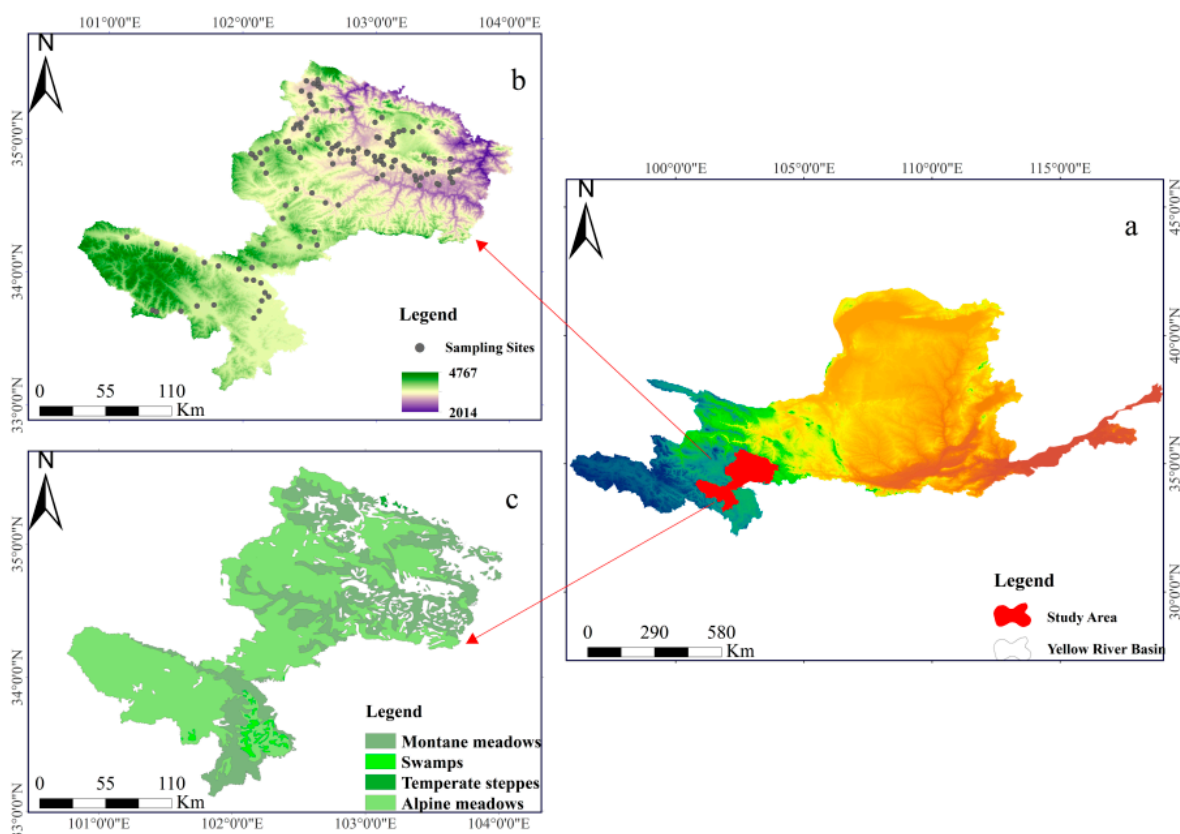 101°0'0"E 102°0'0"E 103°0'0"E 104°0'0"E
N
b
35°0'0"N
34°0'0"N
33°0'0"N
Legend
Sampling Sites
4767
2014
0 55 110
Km
100°0'0"E 105°0'0"E 110°0'0"E 115°0'0"E
N
a
45°0'0"N
40°0'0"N
35°0'0"N
30°0'0"N
Legend
Study Area
Yellow River Basin
0 290 580
Km
N
c
35°0'0"N
34°0'0"N
33°0'0"N
Legend
Montane meadows
Swamps
Temperate steppes
Alpine meadows
0 55 110
Km
101°0'0"E 102°0'0"E 103°0'0"E 104°0'0"E